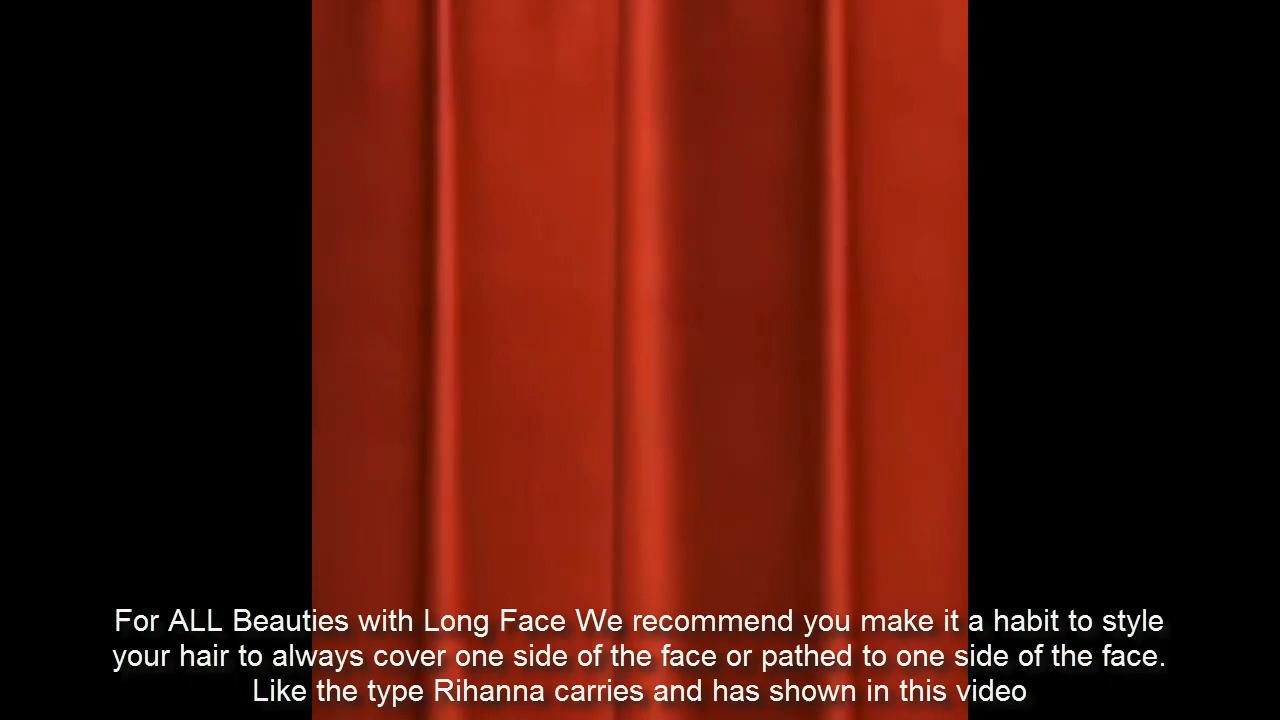 For ALL Beauties with Long Face We recommend you make it a habit to style
your hair to always cover one side of the face or pathed to one side of the face.
Like the type Rihanna carries and has shown in this video